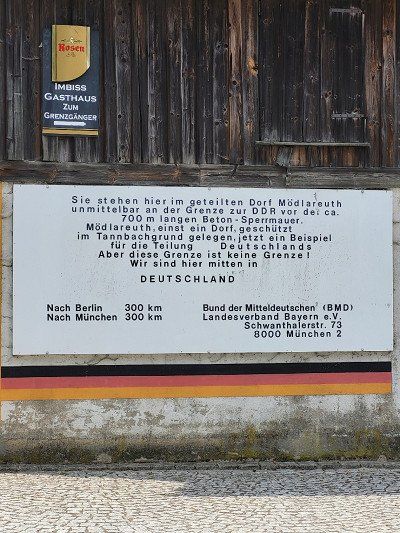 Rosen
IMBISS
GASTHAUS
ZUM
GRENZGÄNGER
Sie stehen hier im geteilten Dorf Mödlareuth
unmittelbar an der Grenze zur DDR vor der ca.
700 m langen Beton-Sperrmauer.
Mödlareuth, einst ein Dorf, geschützt
im Tannbachgrund gelegen, jetzt ein Beispiel
für die Teilung Deutschlands
Aber diese Grenze ist keine Grenze!
Wir sind hier mitten in
DEUTSCHLAND
Nach Berlin 300 km Bund der Mitteldeutschen (BMD)
Nach München 300 km Landesverband Bayern e.V.
Schwanthalerstr. 73
8000 München 2